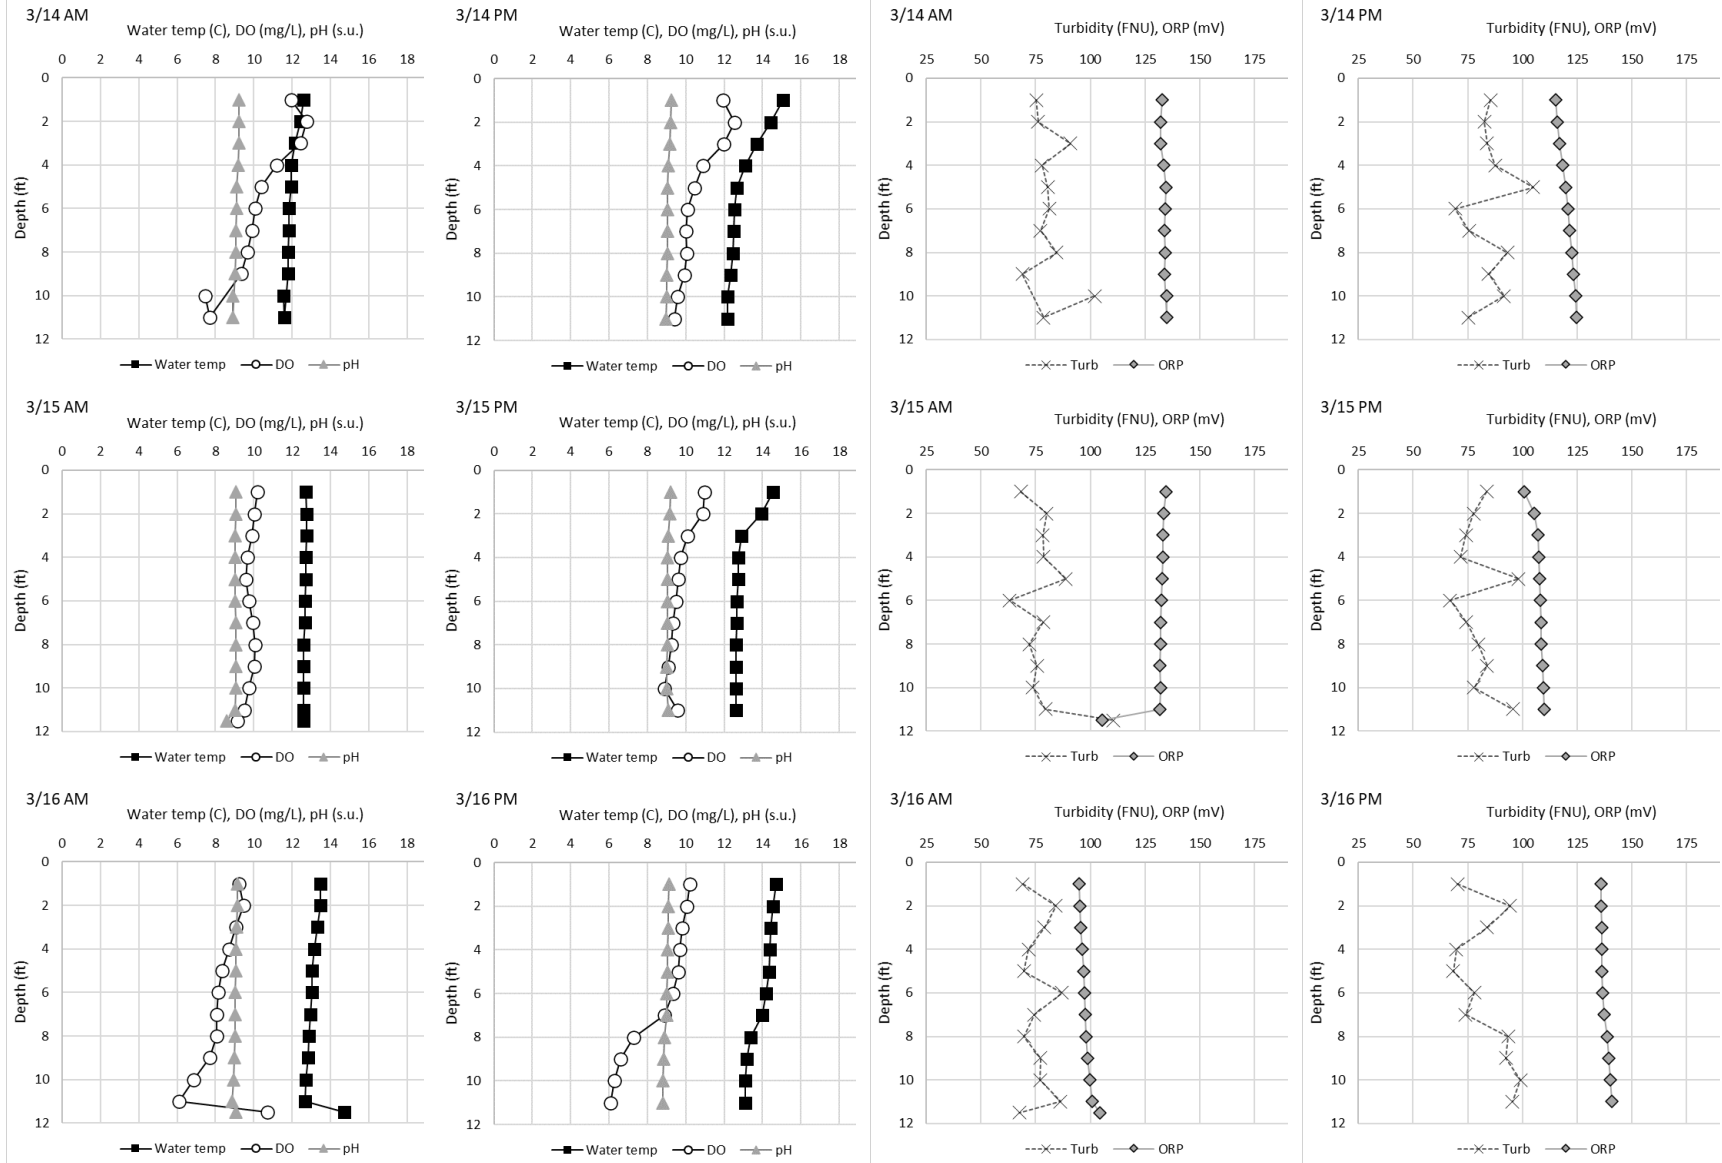 3/14 AM
Water temp (C), DO (mg/L), pH (s.u.)
0 2 4 6 8 10 12 14 16 18
0
2
4
6
8
10
12
Depth (ft)
Water temp DO pH
3/14 PM
Water temp (C), DO (mg/L), pH (s.u.)
0 2 4 6 8 10 12 14 16 18
0
2
4
6
8
10
12
Depth (ft)
Water temp DO pH
3/14 AM
Turbidity (FNU), ORP (mV)
25 50 75 100 125 150 175
0
2
4
6
8
10
12
Depth (ft)
Turb ORP
3/14 PM
Turbidity (FNU), ORP (mV)
25 50 75 100 125 150 175
0
2
4
6
8
10
12
Depth (ft)
Turb ORP
3/15 AM
Water temp (C), DO (mg/L), pH (s.u.)
0 2 4 6 8 10 12 14 16 18
0
2
4
6
8
10
12
Depth (ft)
Water temp DO pH
3/15 PM
Water temp (C), DO (mg/L), pH (s.u.)
0 2 4 6 8 10 12 14 16 18
0
2
4
6
8
10
12
Depth (ft)
Water temp DO pH
3/15 AM
Turbidity (FNU), ORP (mV)
25 50 75 100 125 150 175
0
2
4
6
8
10
12
Depth (ft)
Turb ORP
3/15 PM
Turbidity (FNU), ORP (mV)
25 50 75 100 125 150 175
0
2
4
6
8
10
12
Depth (ft)
Turb ORP
3/16 AM
Water temp (C), DO (mg/L), pH (s.u.)
0 2 4 6 8 10 12 14 16 18
0
2
4
6
8
10
12
Depth (ft)
Water temp DO pH
3/16 PM
Water temp (C), DO (mg/L), pH (s.u.)
0 2 4 6 8 10 12 14 16 18
0
2
4
6
8
10
12
Depth (ft)
Water temp DO pH
3/16 AM
Turbidity (FNU), ORP (mV)
25 50 75 100 125 150 175
0
2
4
6
8
10
12
Depth (ft)
Turb ORP
3/16 PM
Turbidity (FNU), ORP (mV)
25 50 75 100 125 150 175
0
2
4
6
8
10
12
Depth (ft)
Turb ORP